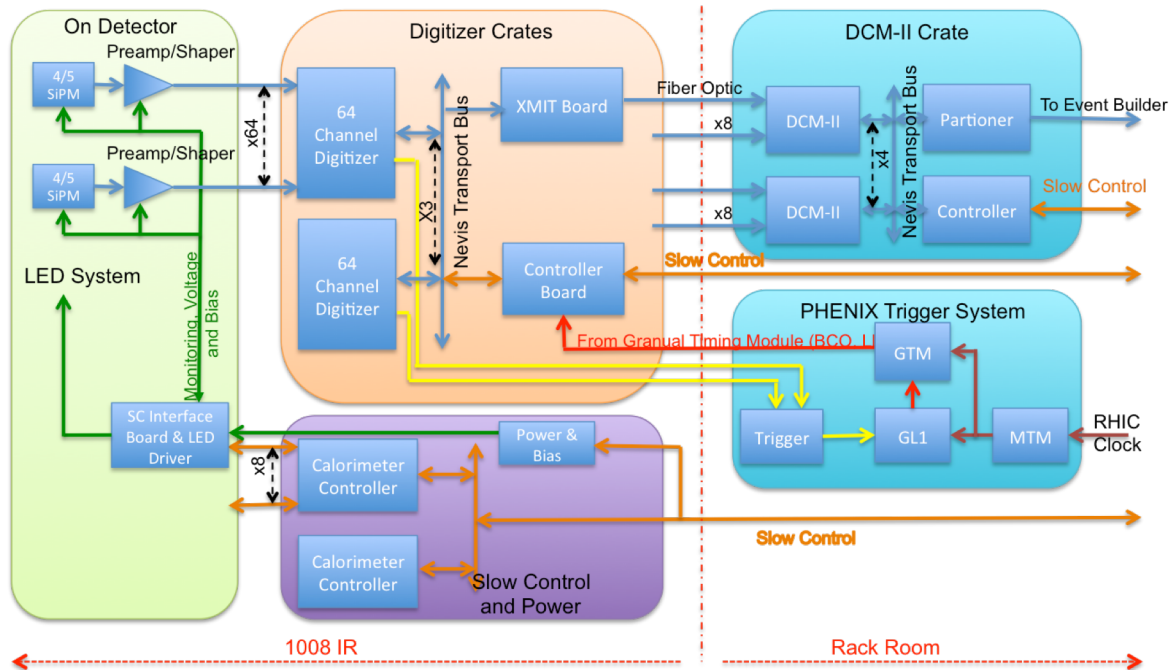 On Detector
Preamp/Shaper
4/5
SiPM
Preamp/Shaper
4/5
SiPM
x64
LED System
Monitoring, Voltage
and Bias
SC Interface
Board & LED
Driver
Digitizer Crates
64
Channel
Digitizer
64
Channel
Digitizer
X3
Nevis Transport Bus
XMIT Board
Controller
Board
Fiber Optic
x8
x8
DCM-II Crate
DCM-II
DCM-II
x4
Nevis Transport Bus
Partioner
Controller
To Event Builder
Slow Control
Slow Control
PHENIX Trigger System
From Granual Timing Module (BCO,
GTM
Trigger
GL1
MTM
RHIC
Clock
x8
Calorimeter
Controller
Calorimeter
Controller
Power &
Bias
Slow Control
and Power
Slow Control
1008 IR
Rack Room